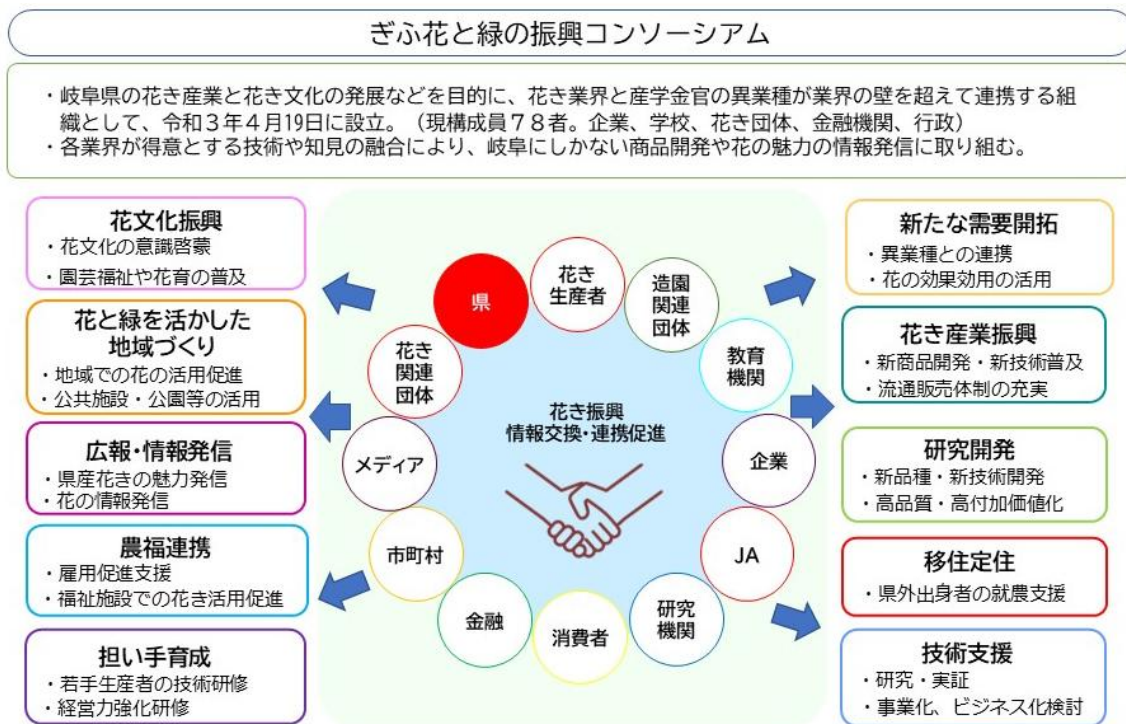 ぎふ花と緑の振興コンソーシアム
・岐阜県の花き産業と花き文化の発展などを目的に、花き業界と産学金官の異業種が業界の壁を超えて連携する組
織として、令和３年４月19日に設立。（現構成員７８者。企業、学校、花き団体、金融機関、行政）
・各業界が得意とする技術や知見の融合により、岐阜にしかない商品開発や花の魅力の情報発信に取り組む。
花文化振興
・花文化の意識啓蒙
・園芸福祉や花育の普及
花と緑を活かした
地域づくり
・地域での花の活用促進
・公共施設・公園等の活用
広報・情報発信
・県産花きの魅力発信
・花の情報発信
農福連携
・雇用促進支援
・福祉施設での花き活用促進
担い手育成
・若手生産者の技術研修
・経営力強化研修
県
花き
生産者
造園
関連
団体
教育
機関
企業
JA
研究
機関
消費者
金融
市町村
メディア
花き
関連
団体
花き振興
情報交換・連携促進
新たな需要開拓
・異業種との連携
・花の効果効用の活用
花き産業振興
・新商品開発・新技術普及
・流通販売体制の充実
研究開発
・新品種・新技術開発
・高品質・高付加価値化
移住定住
・県外出身者の就農支援
技術支援
・研究・実証
・事業化、ビジネス化検討